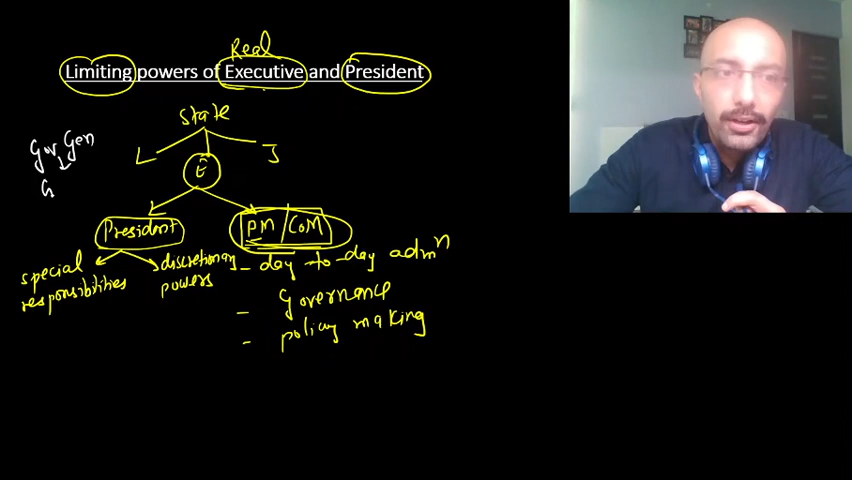 Real
Limiting powers of Executive and President
State
L E J
Gov Gen
G
President PM / CoM
special responsibilities
discretionary powers
- day - to - day admn
- governance
- policy making